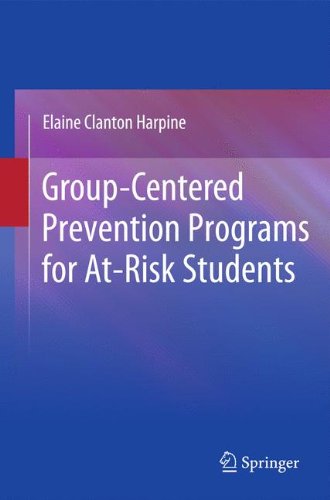 Elaine Clanton Harpine
Group-Centered
Prevention Programs
for At-Risk Students
Springer